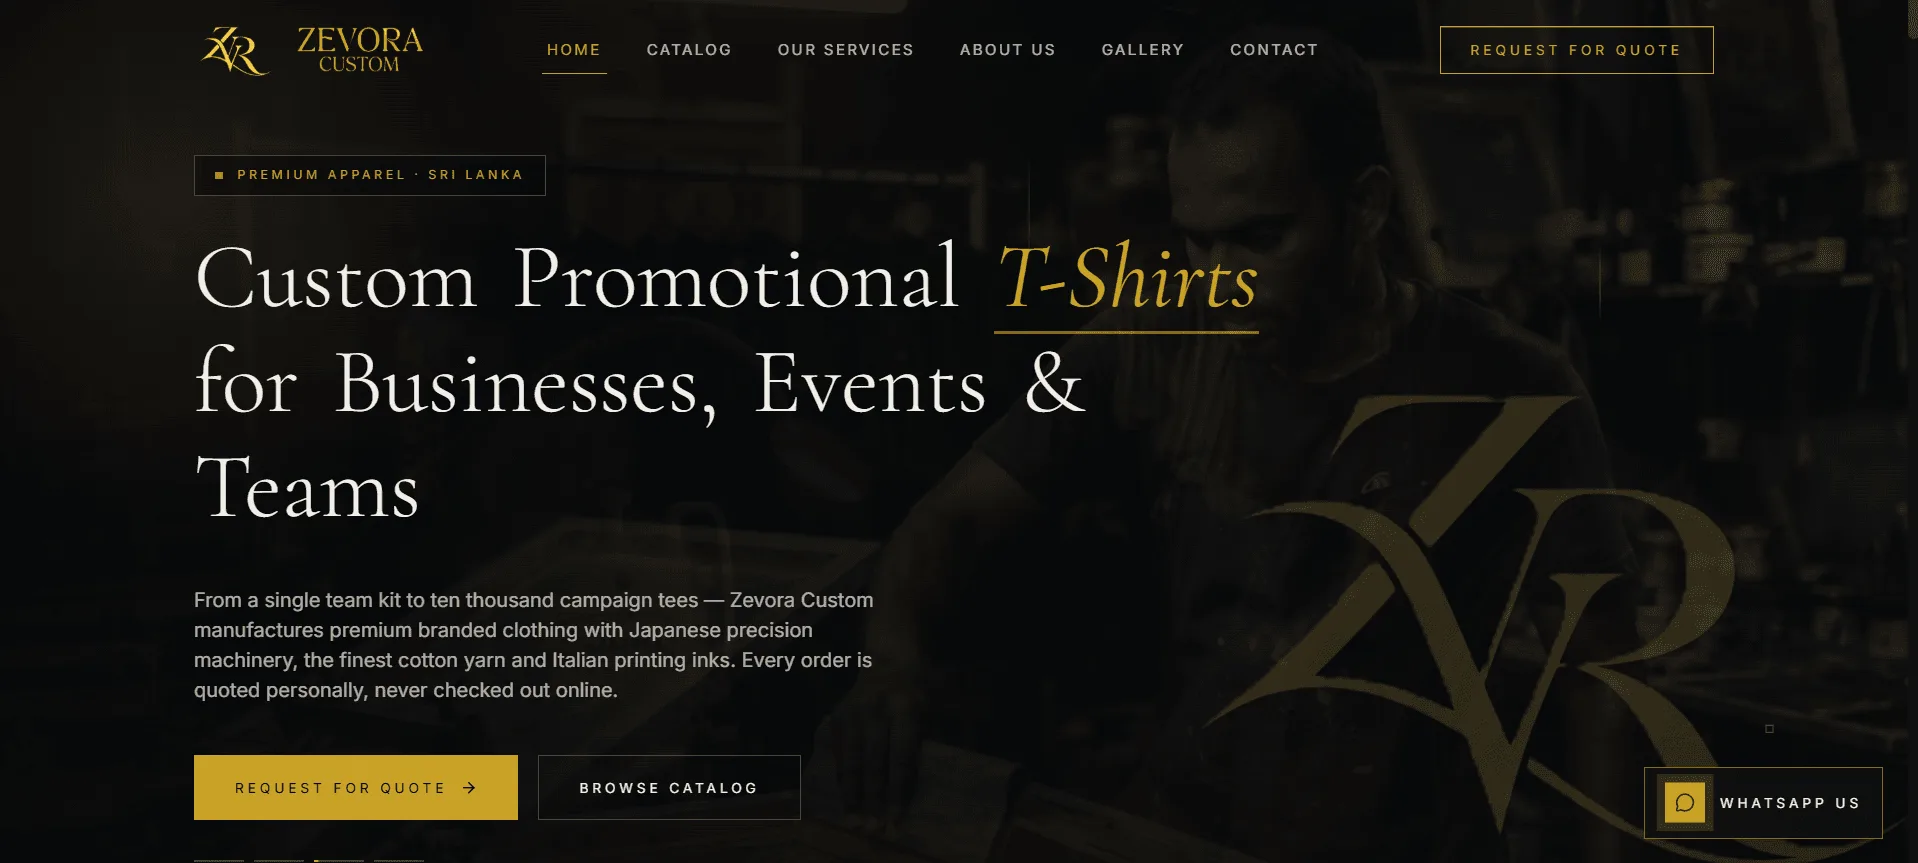 ZR ZEVORA
CUSTOM
HOME CATALOG OUR SERVICES ABOUT US GALLERY CONTACT REQUEST FOR QUOTE
PREMIUM APPAREL · SRI LANKA
Custom Promotional T-Shirts
for Businesses, Events &
Teams
From a single team kit to ten thousand campaign tees — Zevora Custom
manufactures premium branded clothing with Japanese precision
machinery, the finest cotton yarn and Italian printing inks. Every order is
quoted personally, never checked out online.
REQUEST FOR QUOTE → BROWSE CATALOG
ZR
WHATSAPP US